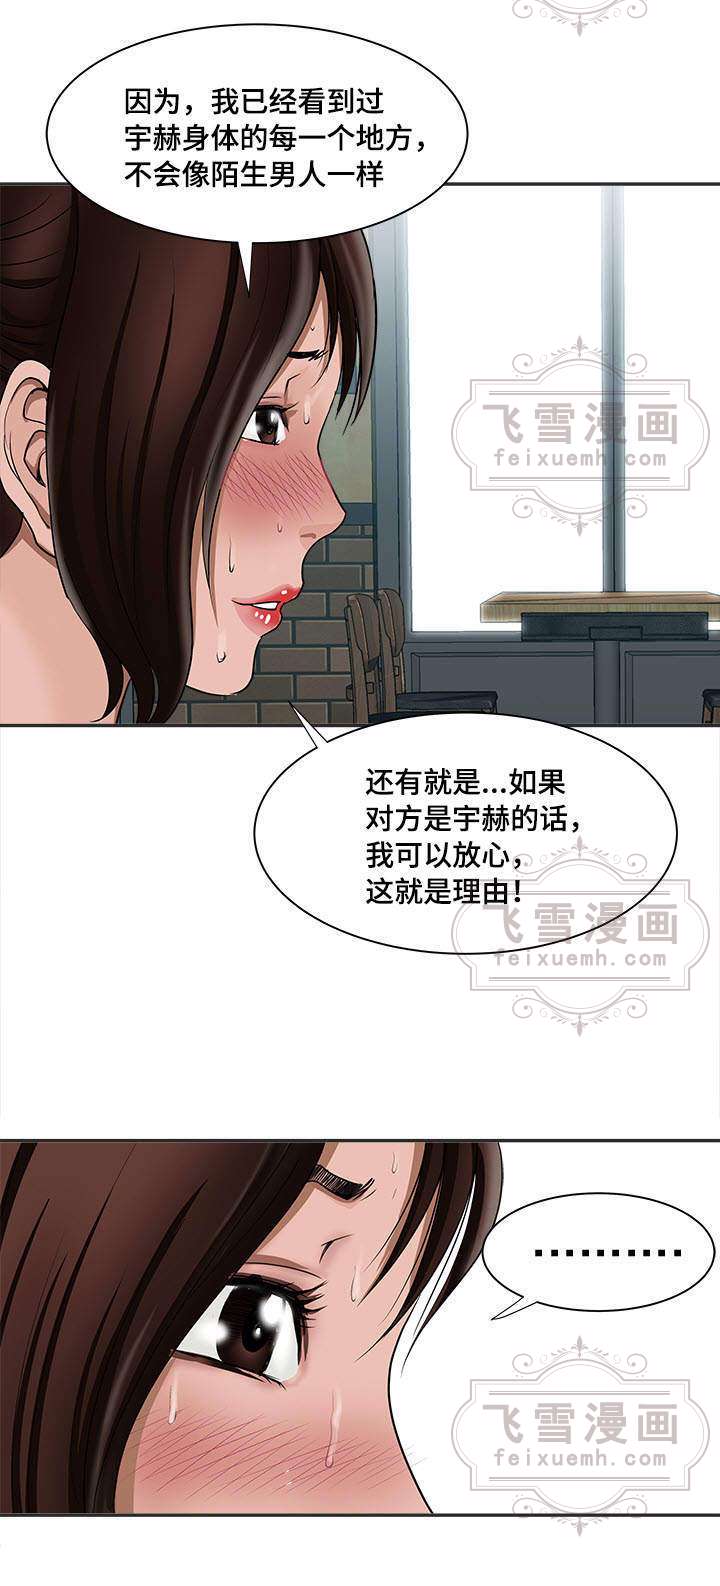 因为，我已经看到过
宇赫身体的每一个地方，
不会像陌生男人一样
飞雪漫画
feixuemh.com
还有就是...如果
对方是宇赫的话，
我可以放心，
这就是理由！
飞雪漫画
feixuemh.com
..........
飞雪漫画
feixuemh.com